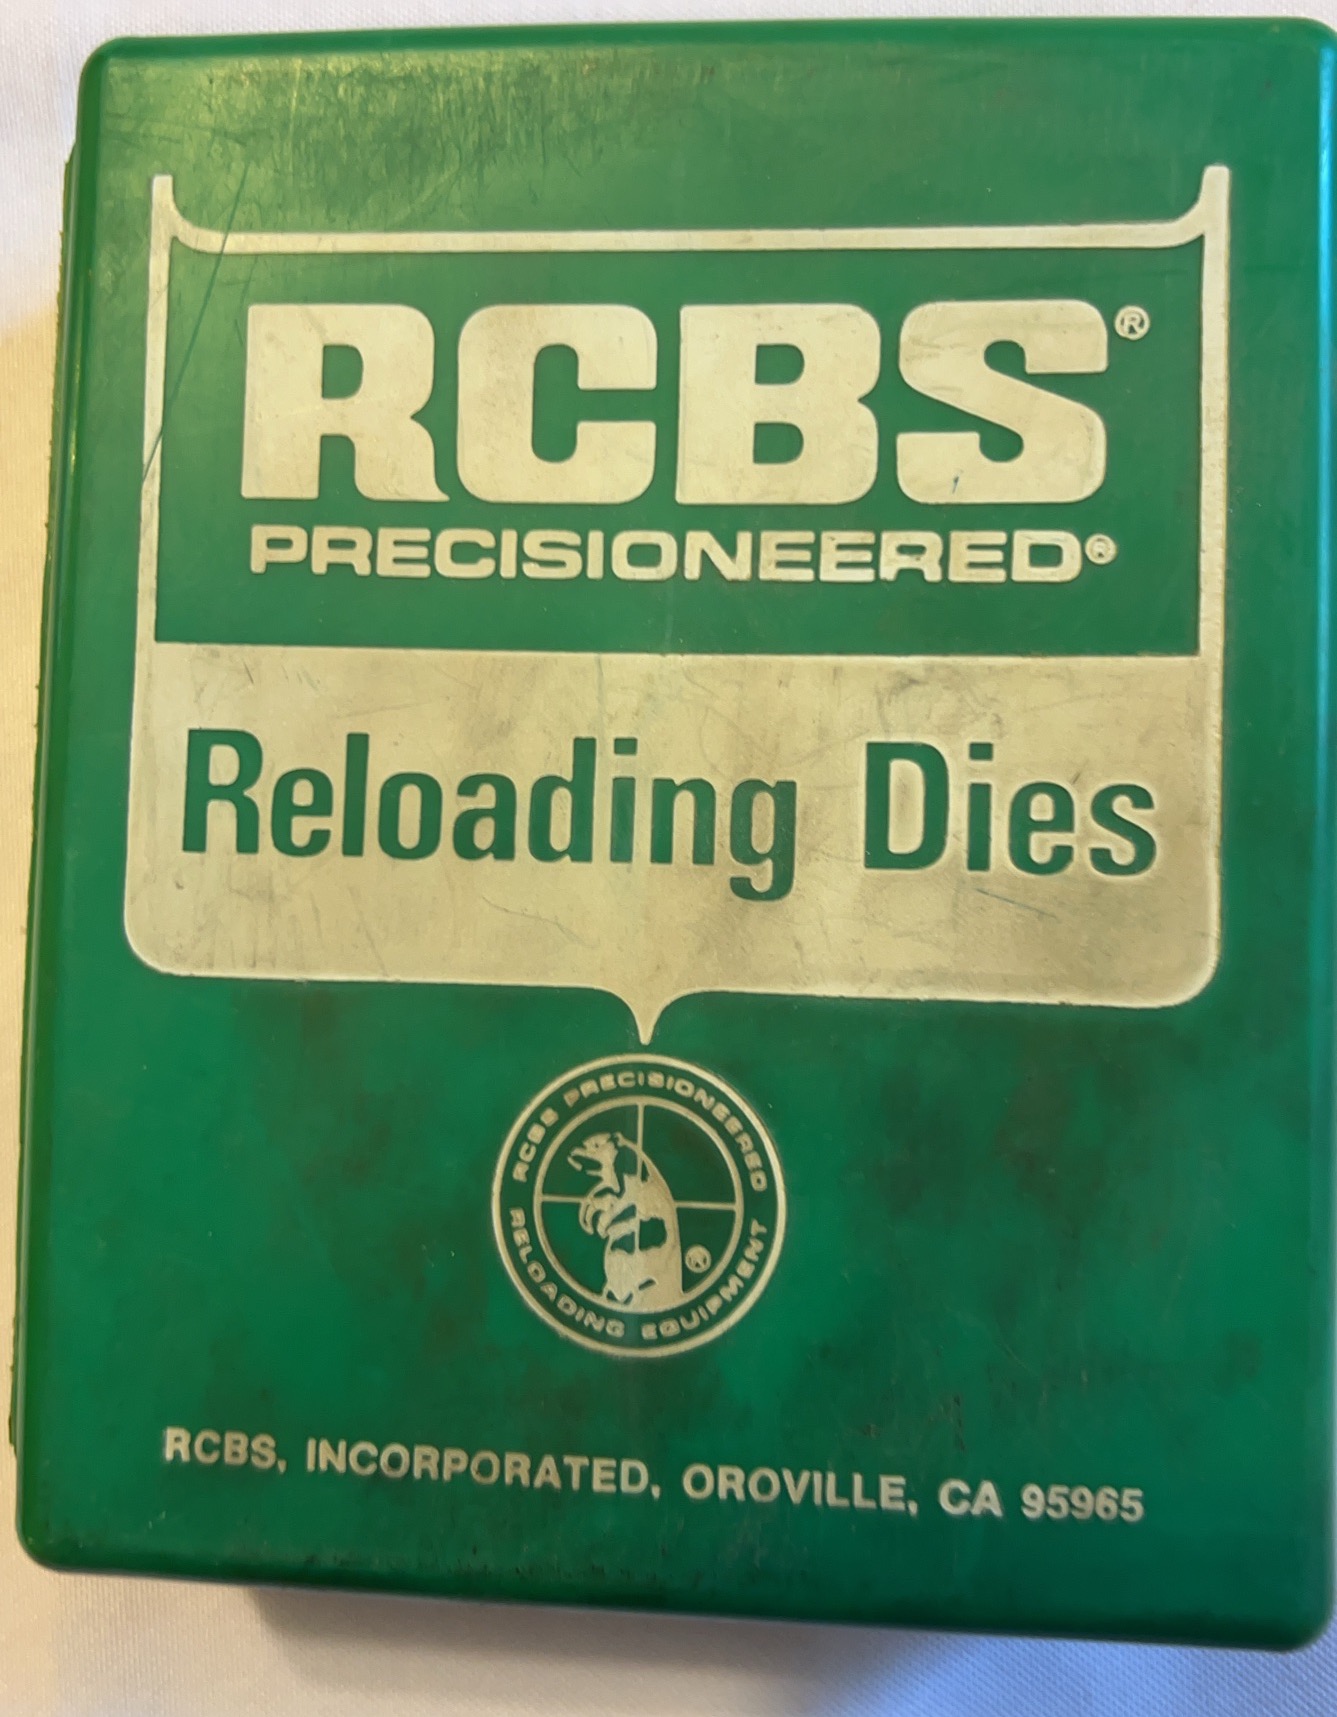 RCBS®
PRECISIONEERED®
Reloading Dies
RCBS PRECISIONEERED
®
RELOADING EQUIPMENT
RCBS, INCORPORATED, OROVILLE, CA 95965